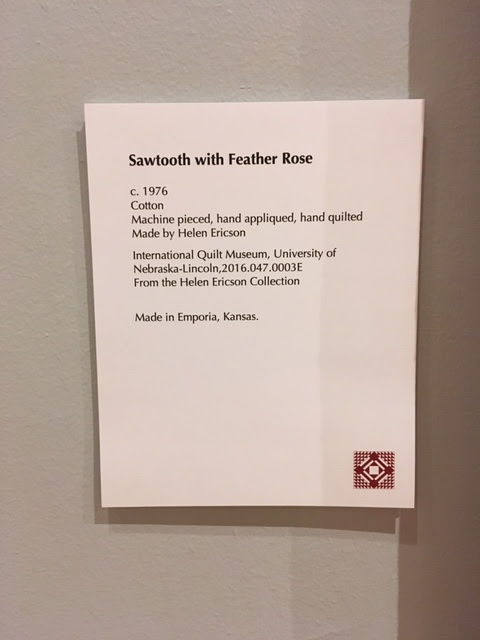 Sawtooth with Feather Rose
c. 1976
Cotton
Machine pieced, hand appliqued, hand quilted
Made by Helen Ericson
International Quilt Museum, University of
Nebraska-Lincoln,2016.047.0003E
From the Helen Ericson Collection
Made in Emporia, Kansas.